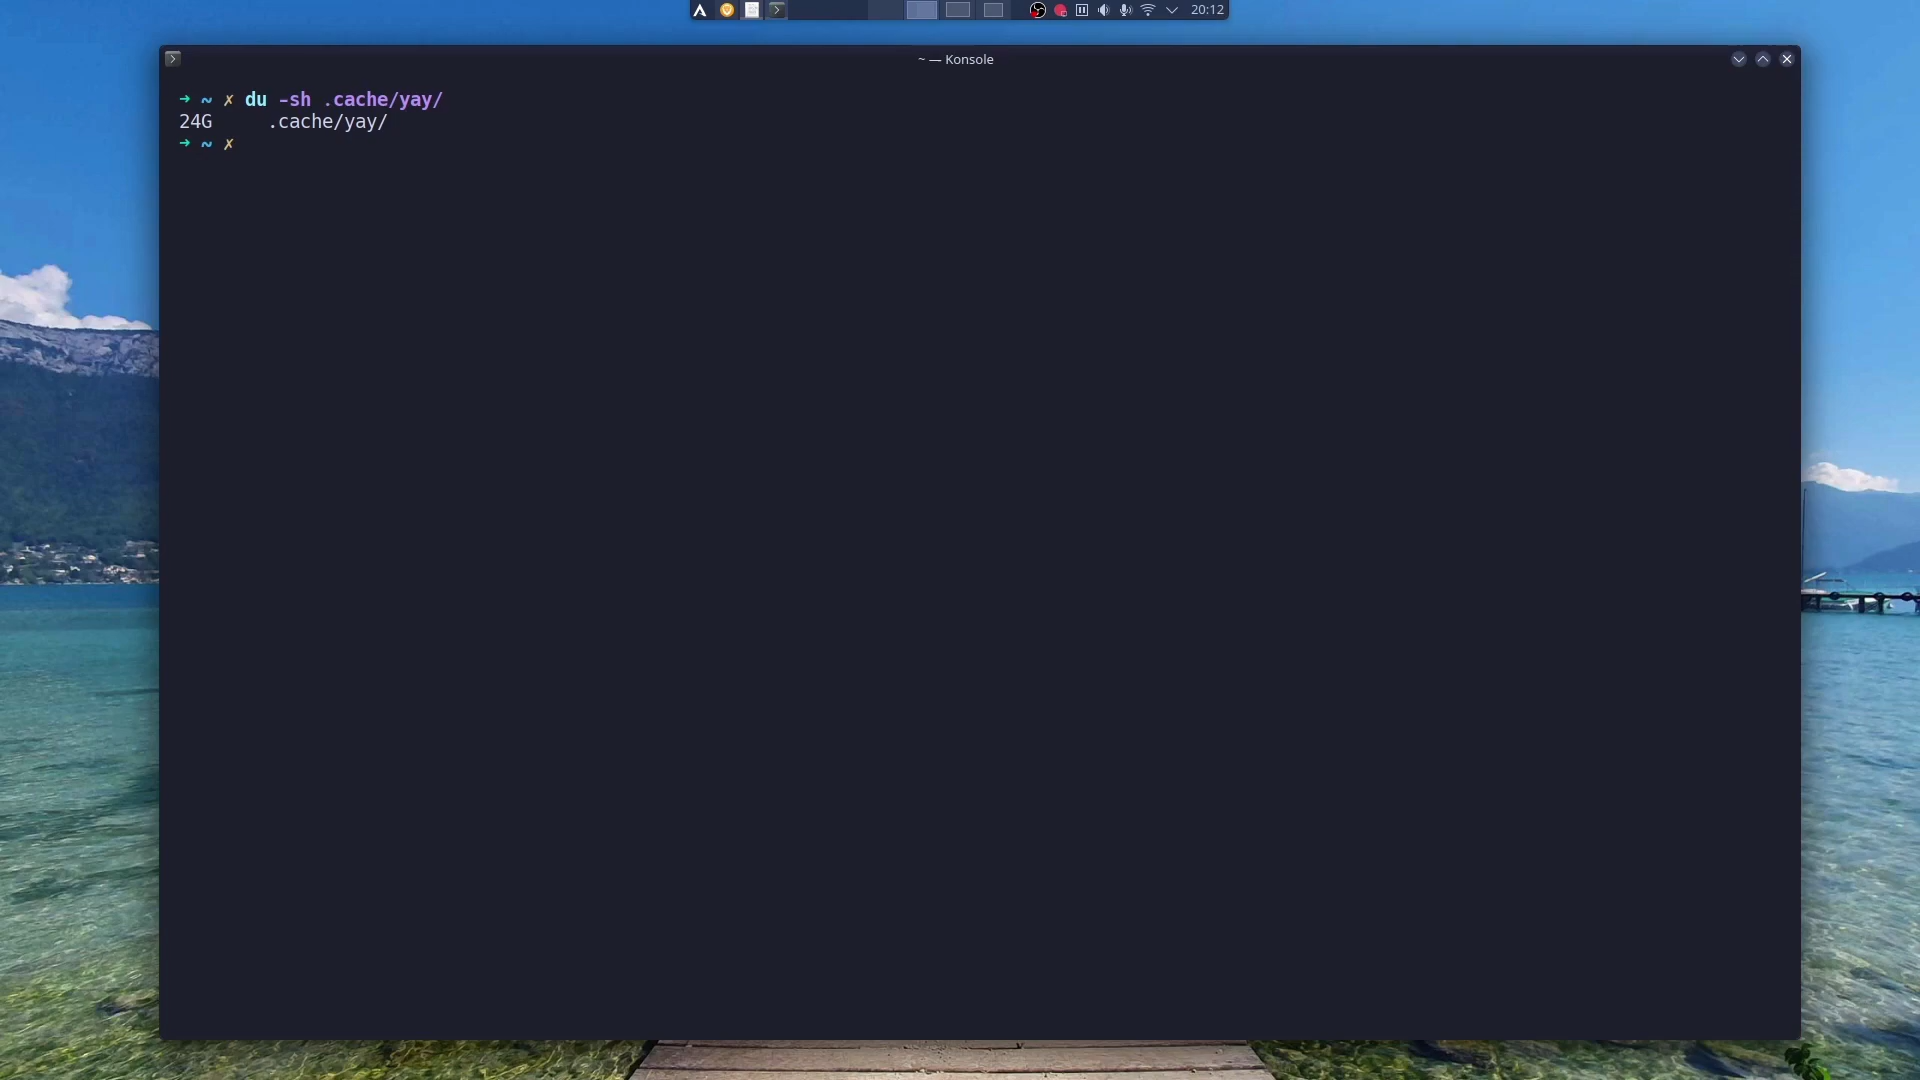 20:12
~ — Konsole
➜ ~ ✗ du -sh .cache/yay/
24G .cache/yay/
➜ ~ ✗